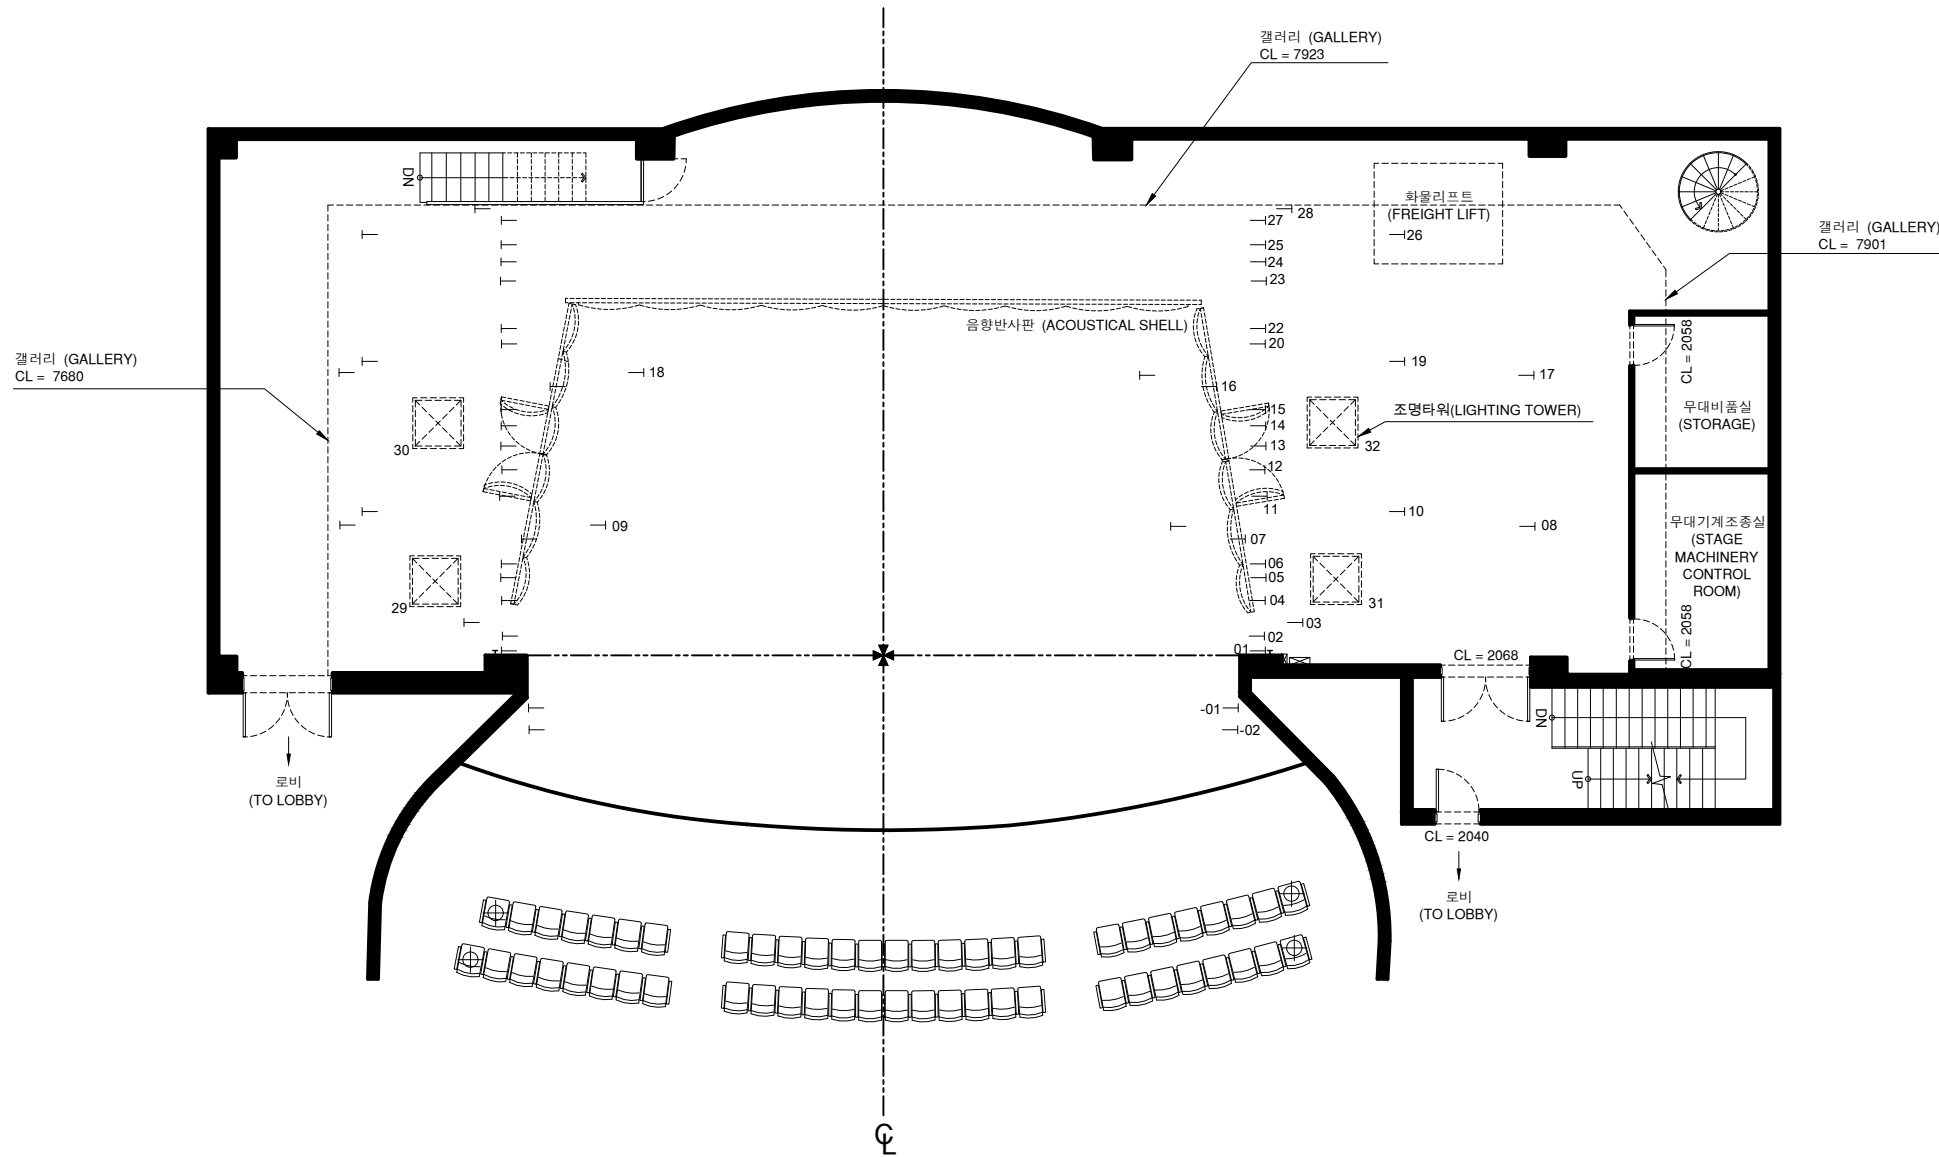 갤러리 (GALLERY)
CL = 7923
DN
화물리프트
(FREIGHT LIFT)
28
27
26
25
24
23
갤러리 (GALLERY)
CL = 7901
음향반사판 (ACOUSTICAL SHELL)
22
20
CL = 2058
갤러리 (GALLERY)
CL = 7680
19
18
17
16
15
조명타워(LIGHTING TOWER)
무대비품실
(STORAGE)
14
13
30
32
12
11
10
09
08
07
무대기계조종실
(STAGE
MACHINERY
CONTROL
ROOM)
06
05
04
29
31
03
02
01
CL = 2058
CL = 2068
-01
-02
DN
UP
로비
(TO LOBBY)
CL = 2040
로비
(TO LOBBY)
CL